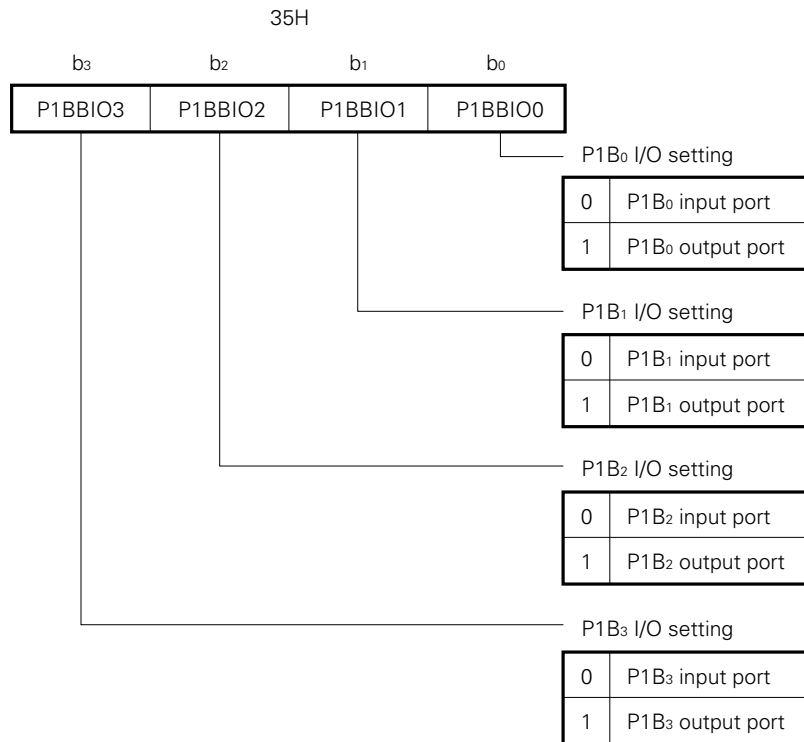 35H
b3 b2 b1 b0
P1BBIO3 P1BBIO2 P1BBIO1 P1BBIO0
P1B0 I/O setting
0 P1B0 input port
1 P1B0 output port
P1B1 I/O setting
0 P1B1 input port
1 P1B1 output port
P1B2 I/O setting
0 P1B2 input port
1 P1B2 output port
P1B3 I/O setting
0 P1B3 input port
1 P1B3 output port